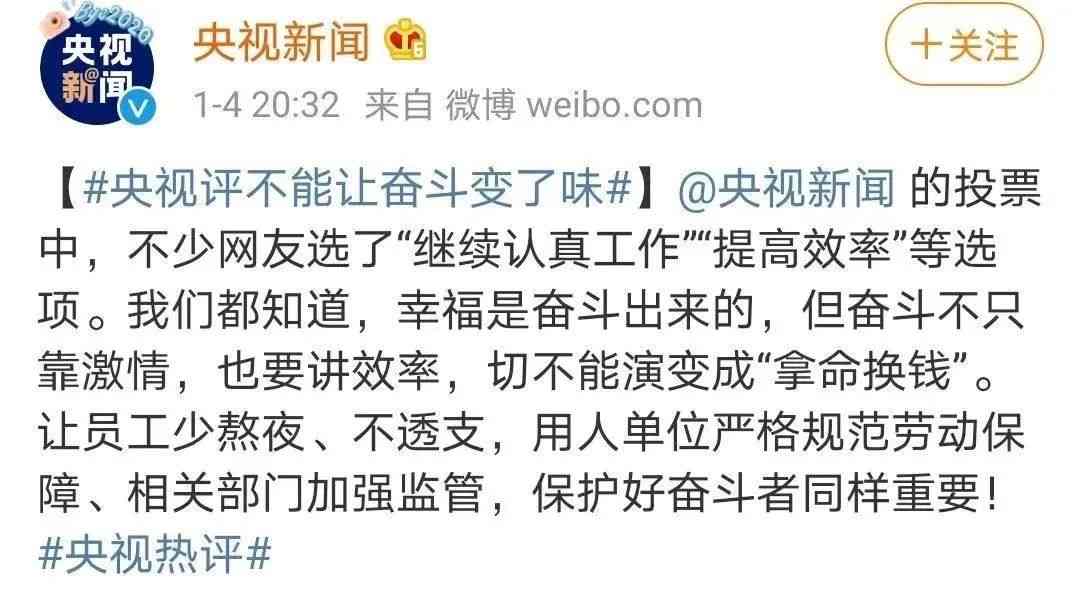 By:2020
央视
新@闻
央视新闻
6
+关注
1-4 20:32 来自 微博 weibo.com
【#央视评不能让奋斗变了味#】@央视新闻 的投票
中，不少网友选了“继续认真工作”“提高效率”等选
项。我们都知道，幸福是奋斗出来的，但奋斗不只
靠激情，也要讲效率，切不能演变成“拿命换钱”。
让员工少熬夜、不透支，用人单位严格规范劳动保
障、相关部门加强监管，保护好奋斗者同样重要！
#央视热评#